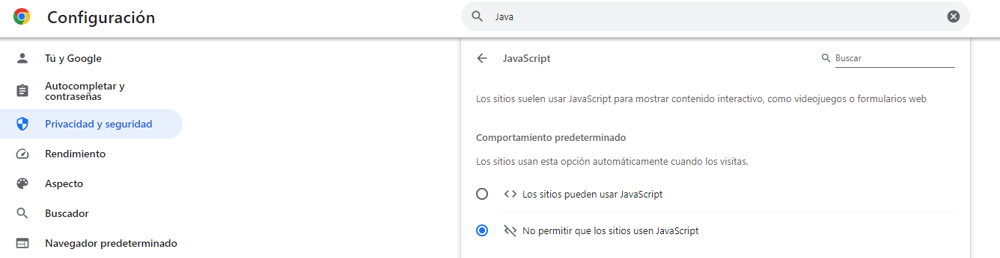 Configuración
Java
Tú y Google
Autocompletar y
contraseñas
Privacidad y seguridad
Rendimiento
Aspecto
Buscador
Navegador predeterminado
JavaScript
Buscar
Los sitios suelen usar JavaScript para mostrar contenido interactivo, como videojuegos o formularios web
Comportamiento predeterminado
Los sitios usan esta opción automáticamente cuando los visitas.
Los sitios pueden usar JavaScript
No permitir que los sitios usen JavaScript